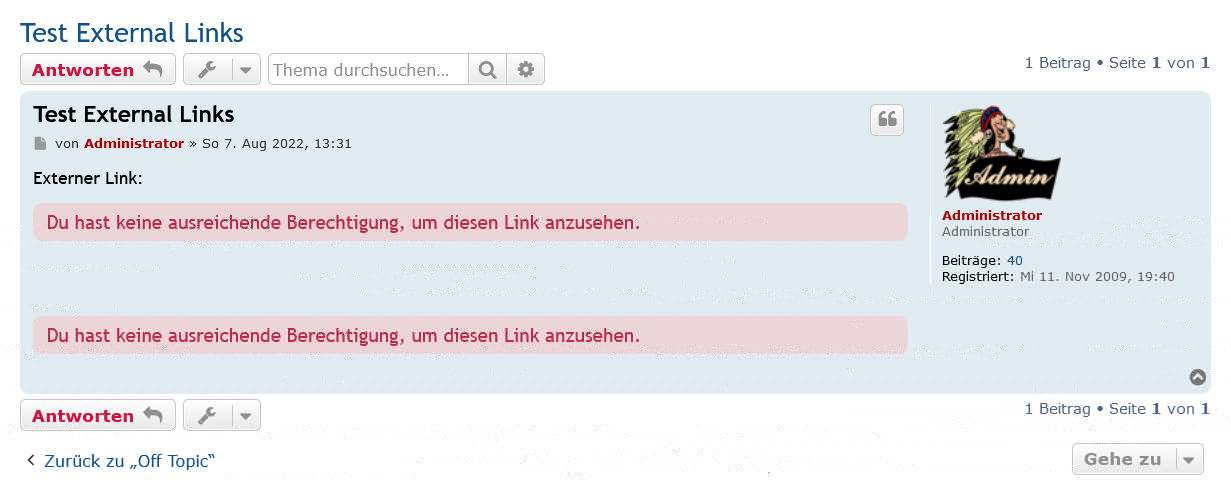 Test External Links
Antworten
Thema durchsuchen…
1 Beitrag • Seite 1 von 1
Test External Links
von Administrator » So 7. Aug 2022, 13:31
Externer Link:
Du hast keine ausreichende Berechtigung, um diesen Link anzusehen.
Du hast keine ausreichende Berechtigung, um diesen Link anzusehen.
Admin
Administrator
Administrator
Beiträge: 40
Registriert: Mi 11. Nov 2009, 19:40
Antworten
1 Beitrag • Seite 1 von 1
Zurück zu „Off Topic“
Gehe zu